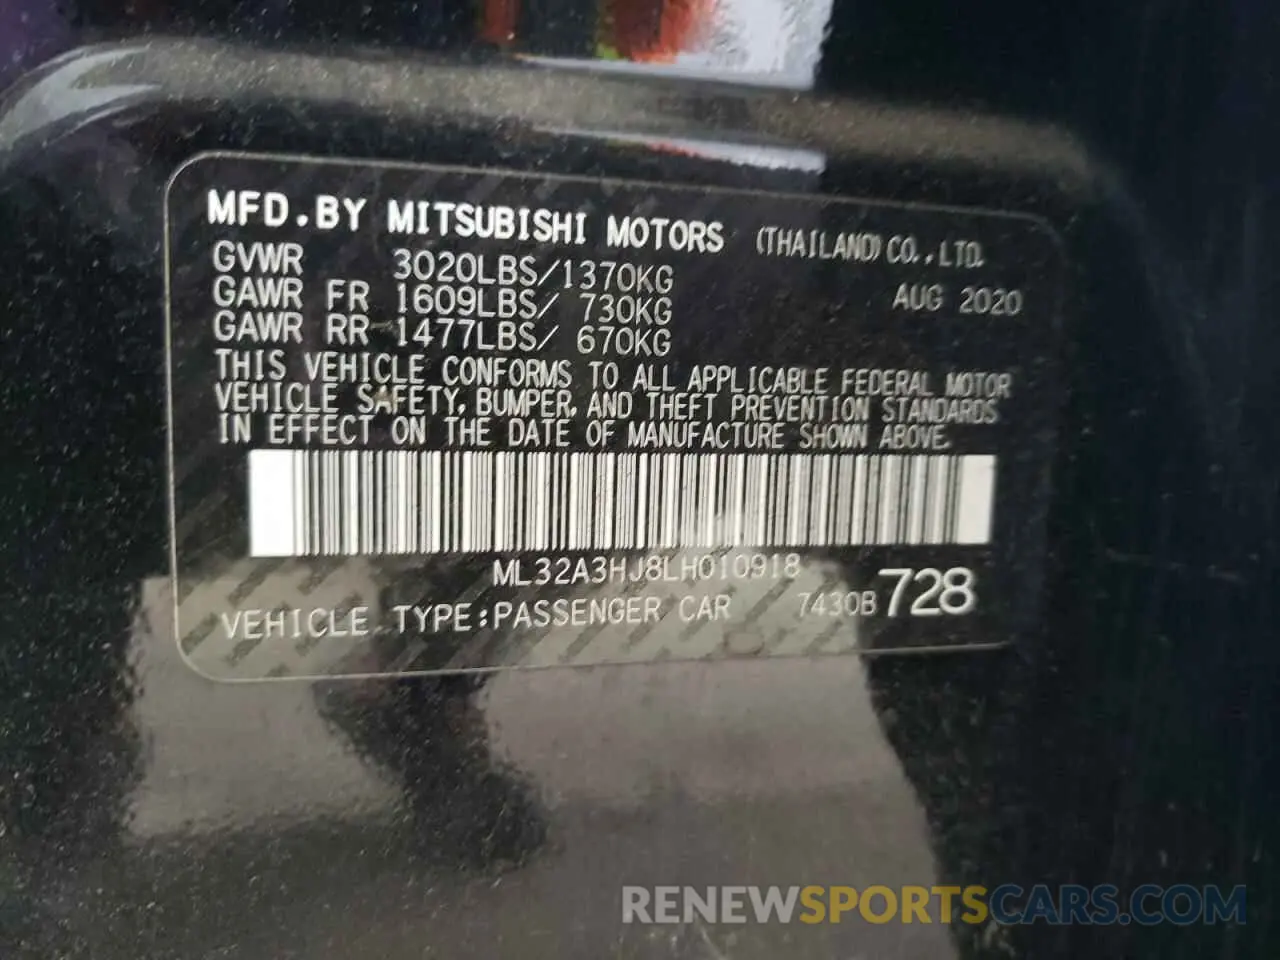 MFD.BY MITSUBISHI MOTORS (THAILAND) CO.,LTD.
GVWR 3020LBS/1370KG AUG 2020
GAWR FR 1609LBS/ 730KG
GAWR RR 1477LBS/ 670KG
THIS VEHICLE CONFORMS TO ALL APPLICABLE FEDERAL MOTOR
VEHICLE SAFETY, BUMPER, AND THEFT PREVENTION STANDARDS
IN EFFECT ON THE DATE OF MANUFACTURE SHOWN ABOVE.
ML32A3HJ8LH010918
VEHICLE TYPE:PASSENGER CAR 7430B 728
RENEWSPORTSCARS.COM